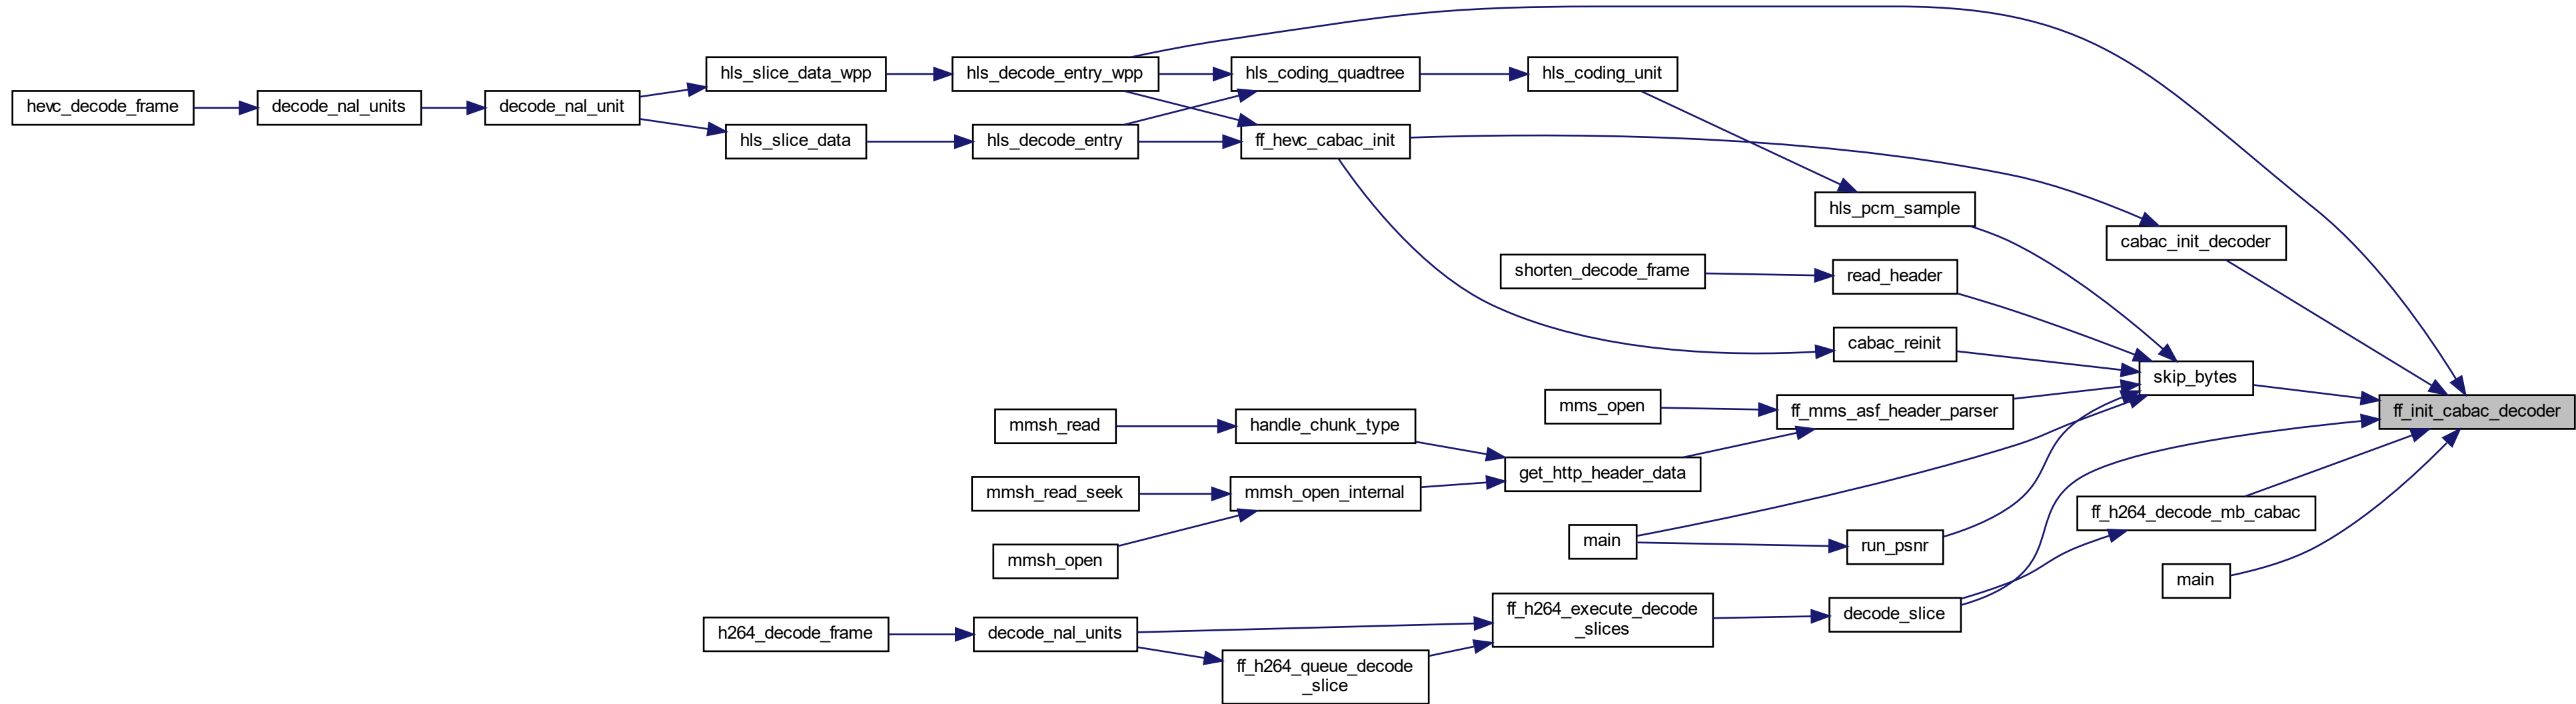 hls_slice_data_wpp
hls_decode_entry_wpp
hls_coding_quadtree
hls_coding_unit
hevc_decode_frame
decode_nal_units
decode_nal_unit
hls_slice_data
hls_decode_entry
ff_hevc_cabac_init
hls_pcm_sample
cabac_init_decoder
shorten_decode_frame
read_header
cabac_reinit
skip_bytes
mms_open
ff_mms_asf_header_parser
ff_init_cabac_decoder
mmsh_read
handle_chunk_type
get_http_header_data
mmsh_read_seek
mmsh_open_internal
ff_h264_decode_mb_cabac
main
run_psnr
mmsh_open
main
ff_h264_execute_decode
_slices
decode_slice
h264_decode_frame
decode_nal_units
ff_h264_queue_decode
_slice